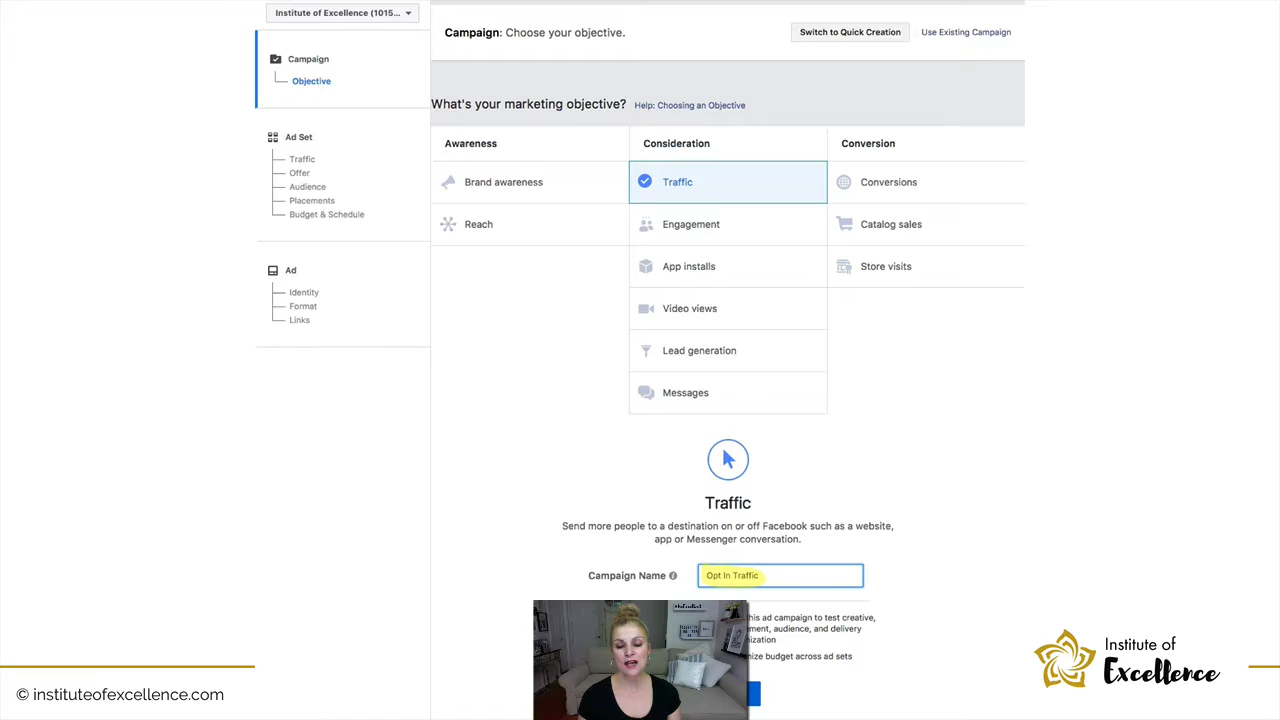 Institute of Excellence (1015...
Campaign
Objective
Ad Set
Traffic
Offer
Audience
Placements
Budget & Schedule
Ad
Identity
Format
Links
Campaign: Choose your objective.
Switch to Quick Creation
Use Existing Campaign
What's your marketing objective?
Help: Choosing an Objective
Awareness
Consideration
Conversion
Brand awareness
Traffic
Conversions
Reach
Engagement
Catalog sales
App installs
Store visits
Video views
Lead generation
Messages
Traffic
Send more people to a destination on or off Facebook such as a website,
app or Messenger conversation.
Campaign Name
Opt In Traffic
this ad campaign to test creative,
ement, audience, and delivery
nization
mize budget across ad sets
© instituteofexcellence.com
Institute of
Excellence